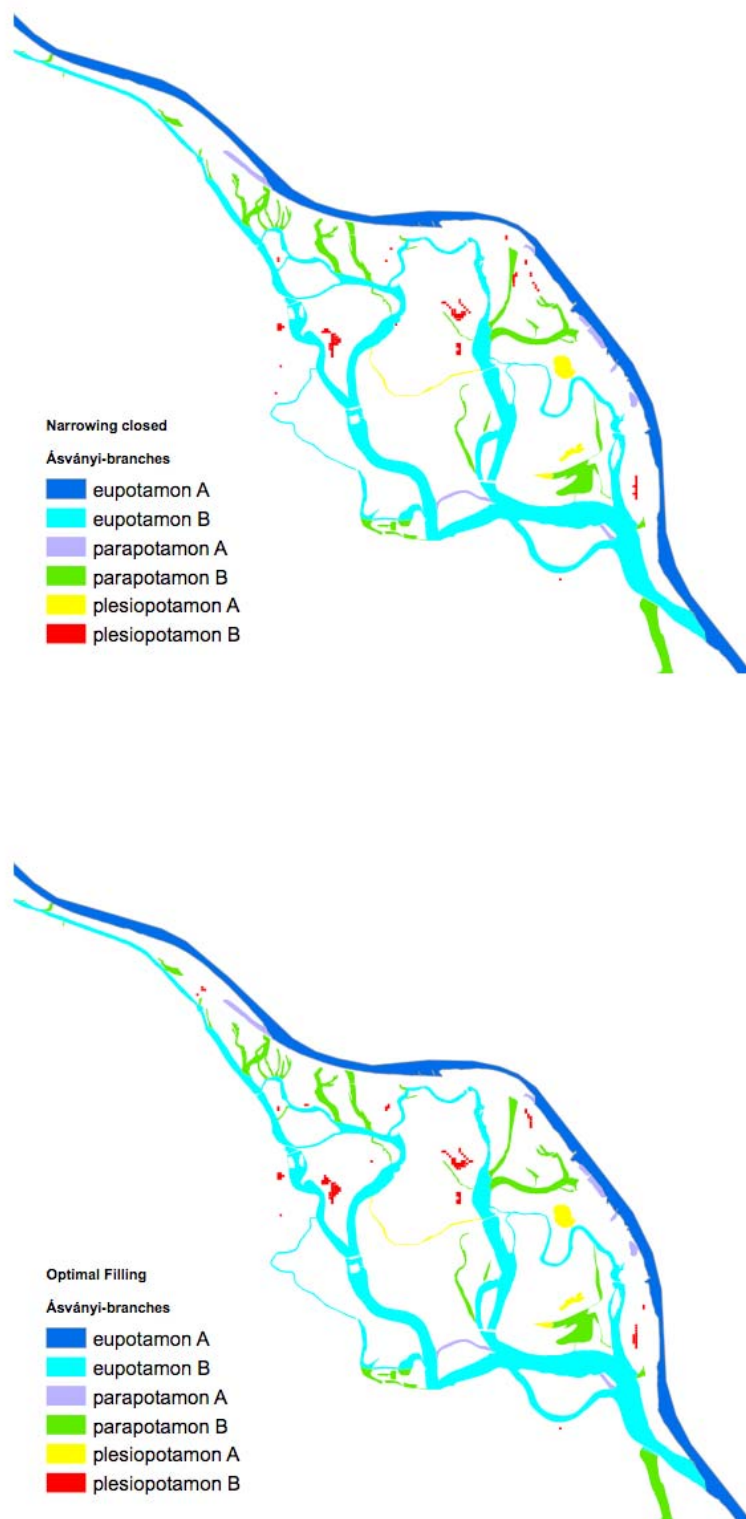 Narrowing closed
Ásványi-branches
eupotamon A
eupotamon B
parapotamon A
parapotamon B
plesiopotamon A
plesiopotamon B
Optimal Filling
Ásványi-branches
eupotamon A
eupotamon B
parapotamon A
parapotamon B
plesiopotamon A
plesiopotamon B